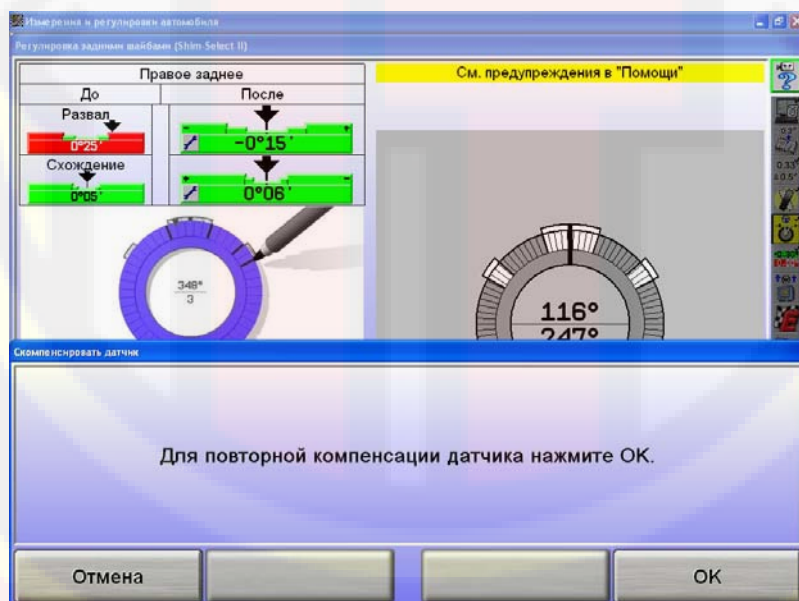 Измерения и регулировки автомобиля
Регулировка задними шайбами (Shim-Select II)
Правое заднее
См. предупреждения в "Помощи"
До После
Развал
0°25' -0°15'
Схождение
0°05' 0°06'
348°
3
116°
247°
Скомпенсировать датчик
Для повторной компенсации датчика нажмите OK.
Отмена OK